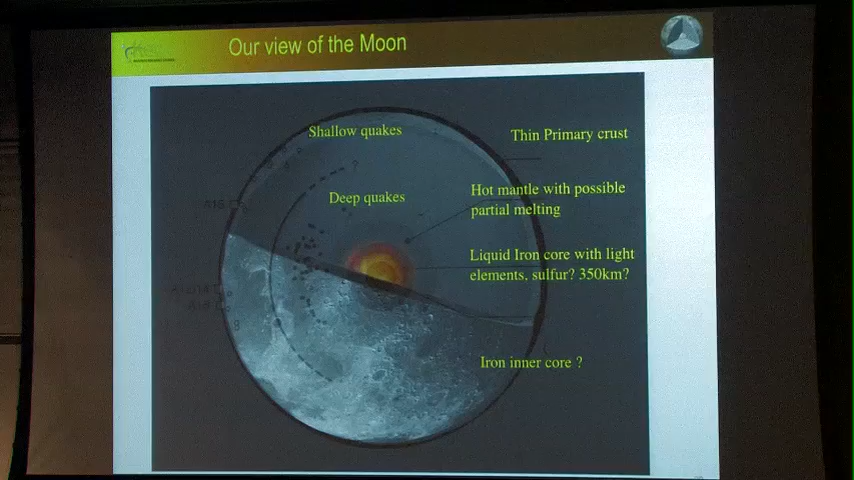 Our view of the Moon
Shallow quakes
Thin Primary crust
?
Deep quakes
Hot mantle with possible
partial melting
Liquid Iron core with light
elements, sulfur? 350km?
Iron inner core ?